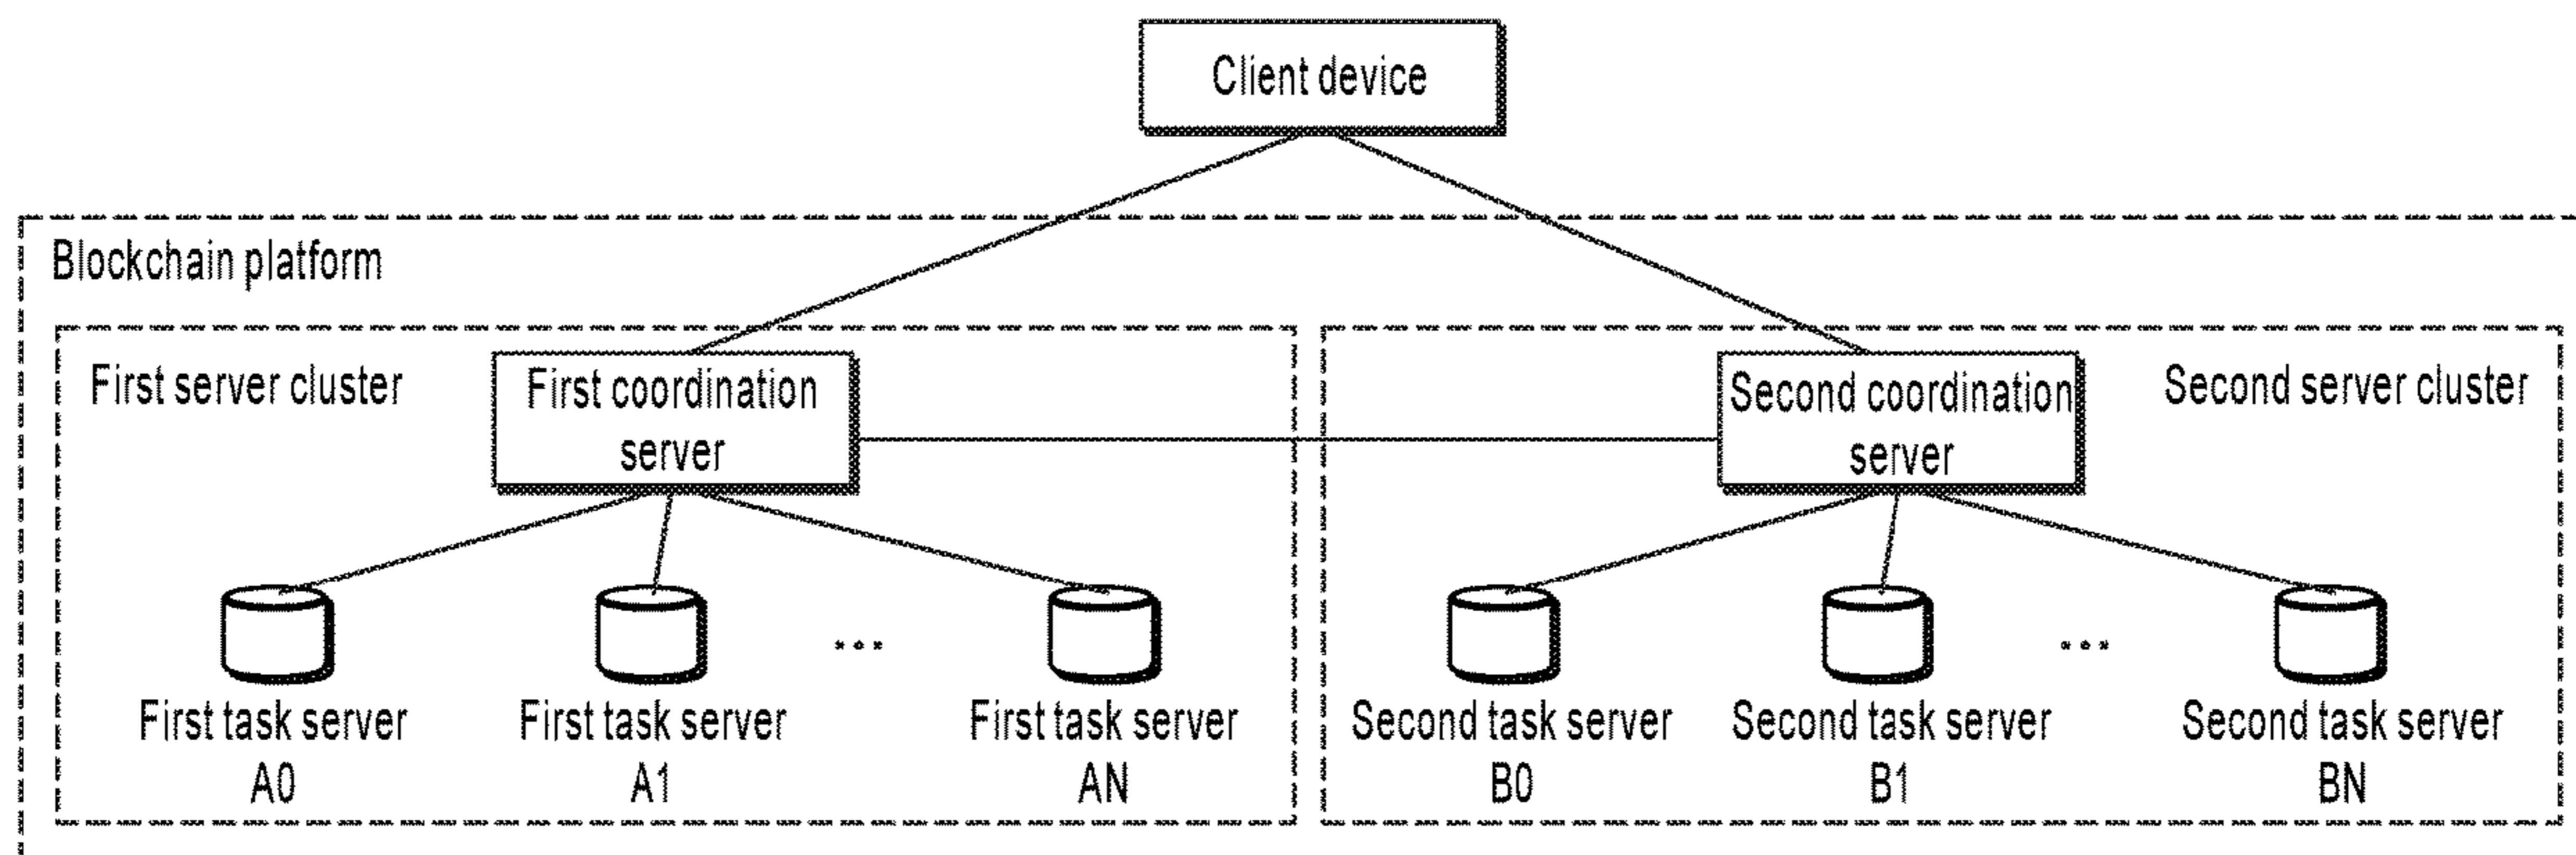 Client device
Blockchain platform
First server cluster
First coordination
server
Second coordination
server
Second server cluster
...
...
First task server
A0
First task server
A1
First task server
AN
Second task server
B0
Second task server
B1
Second task server
BN